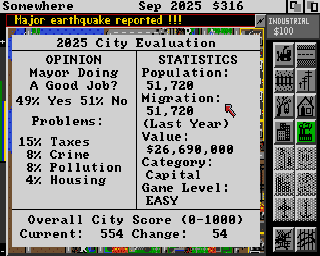 Somewhere Sep 2025 $316
Major earthquake reported !!!
INDUSTRIAL
$100
2025 City Evaluation
OPINION
Mayor Doing
A Good Job?
49% Yes 51% No
Problems:
15% Taxes
8% Crime
8% Pollution
4% Housing
STATISTICS
Population:
51,720
Migration:
51,720
(Last Year)
Value:
$26,690,000
Category:
Capital
Game Level:
EASY
Overall City Score (0-1000)
Current: 554 Change: 54